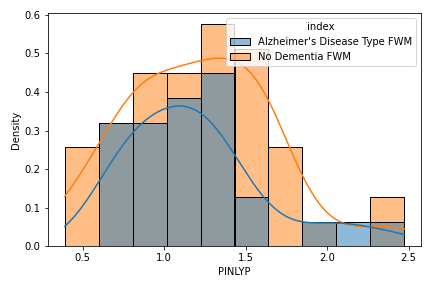 index
Alzheimer's Disease Type FWM
No Dementia FWM
Density
0.6
0.5
0.4
0.3
0.2
0.1
0.0
0.5 1.0 1.5 2.0 2.5
PINLYP